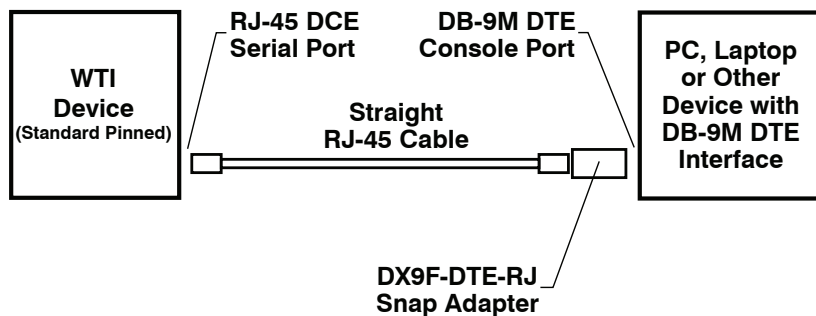 RJ-45 DCE
Serial Port
DB-9M DTE
Console Port
WTI
Device
(Standard Pinned)
Straight
RJ-45 Cable
PC, Laptop
or Other
Device with
DB-9M DTE
Interface
DX9F-DTE-RJ
Snap Adapter